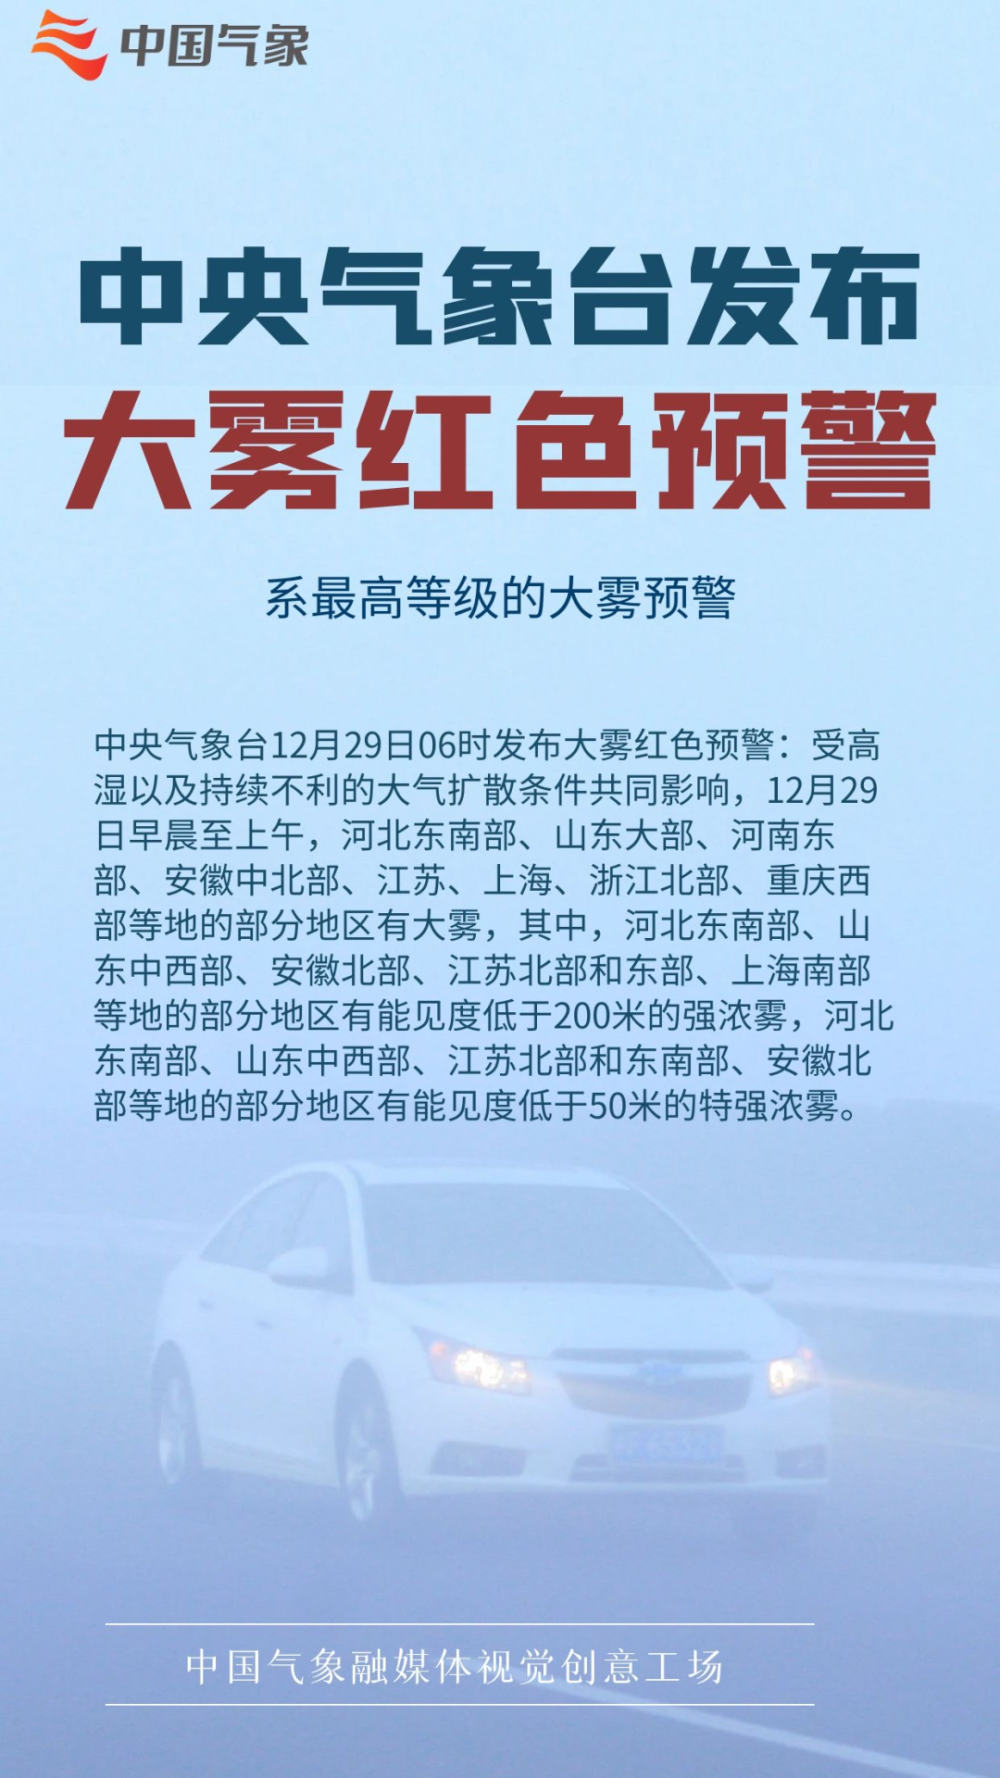 中国气象
中央气象台发布
大雾红色预警
系最高等级的大雾预警
中央气象台12月29日06时发布大雾红色预警：受高
湿以及持续不利的大气扩散条件共同影响，12月29
日早晨至上午，河北东南部、山东大部、河南东
部、安徽中北部、江苏、上海、浙江北部、重庆西
部等地的部分地区有大雾，其中，河北东南部、山
东中西部、安徽北部、江苏北部和东部、上海南部
等地的部分地区有能见度低于200米的强浓雾，河北
东南部、山东中西部、江苏北部和东南部、安徽北
部等地的部分地区有能见度低于50米的特强浓雾。
中国气象融媒体视觉创意工场